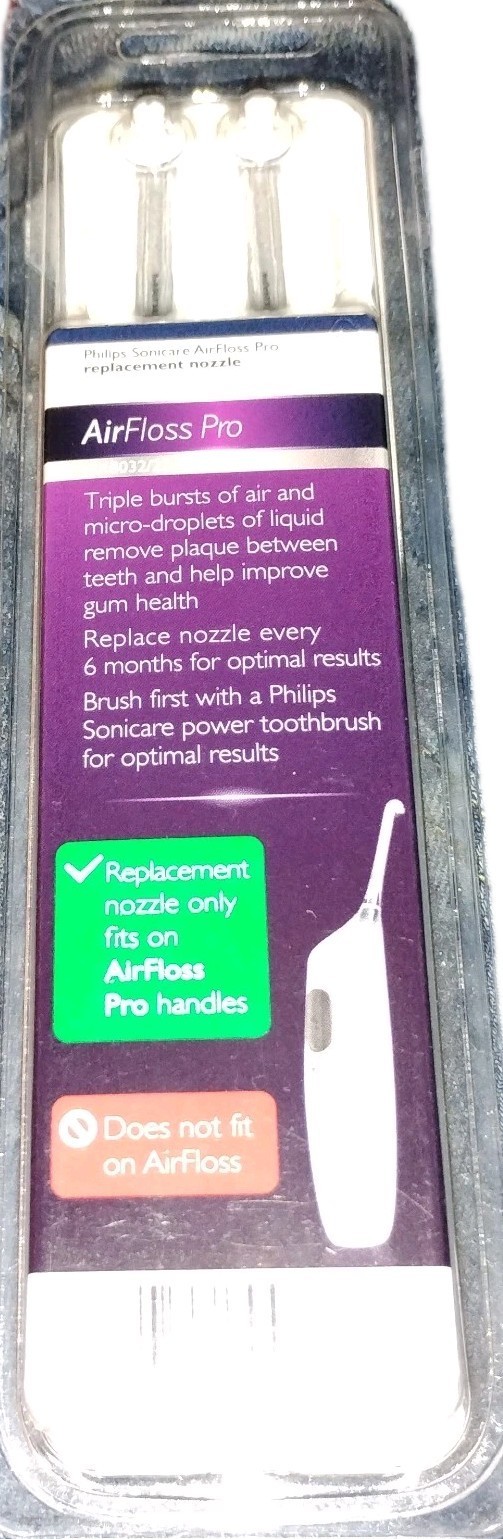 Philips Sonicare AirFloss Pro
replacement nozzle
AirFloss Pro
032/
Triple bursts of air and
micro-droplets of liquid
remove plaque between
teeth and help improve
gum health
Replace nozzle every
6 months for optimal results
Brush first with a Philips
Sonicare power toothbrush
for optimal results
Replacement
nozzle only
fits on
AirFloss
Pro handles
Does not fit
on AirFloss